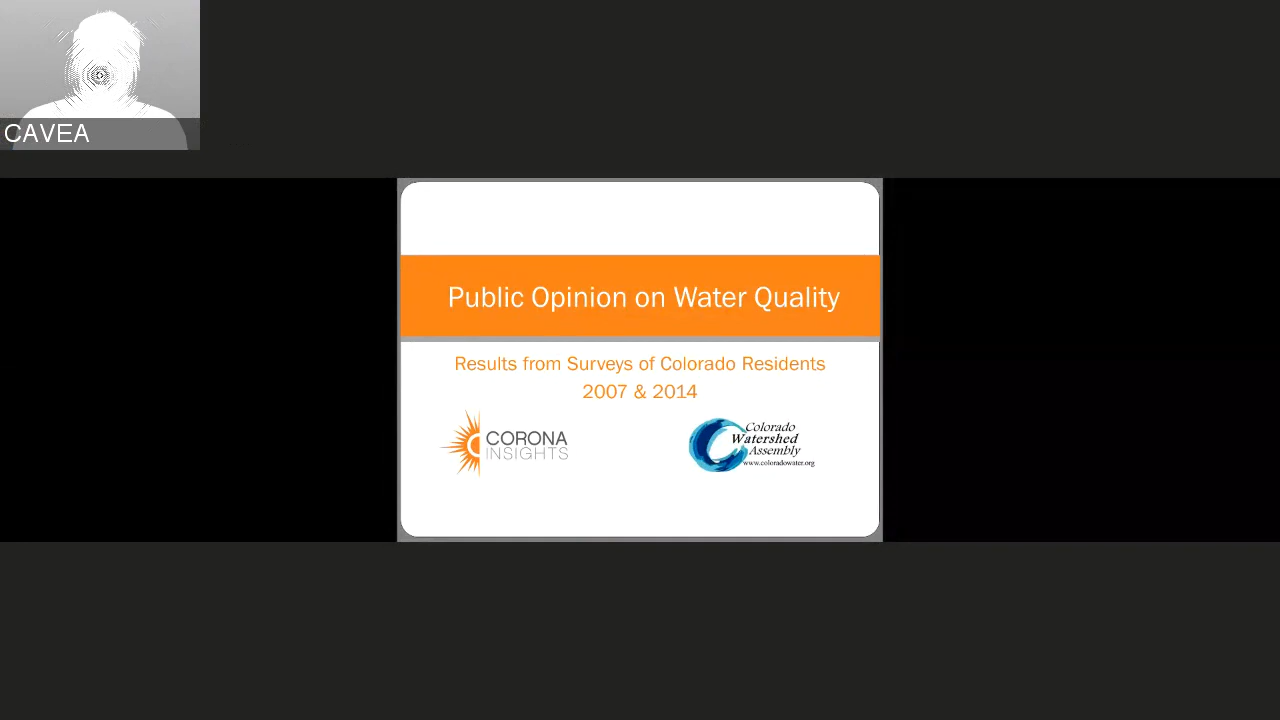 CAVEA
Public Opinion on Water Quality
Results from Surveys of Colorado Residents
2007 & 2014
CORONA
INSIGHTS
Colorado
Watershed
Assembly
www.coloradowater.org